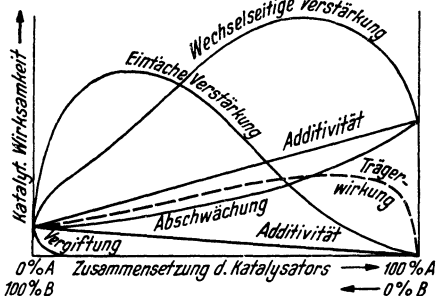 Wechselseitige Verstärkung
Einfache Verstärkung
Katalyt. Wirksamkeit
Additivität
Träger-
wirkung
Abschwächung
Additivität
Vergiftung
0%A Zusammensetzung d. Katalysators 100%A
100%B 0%B